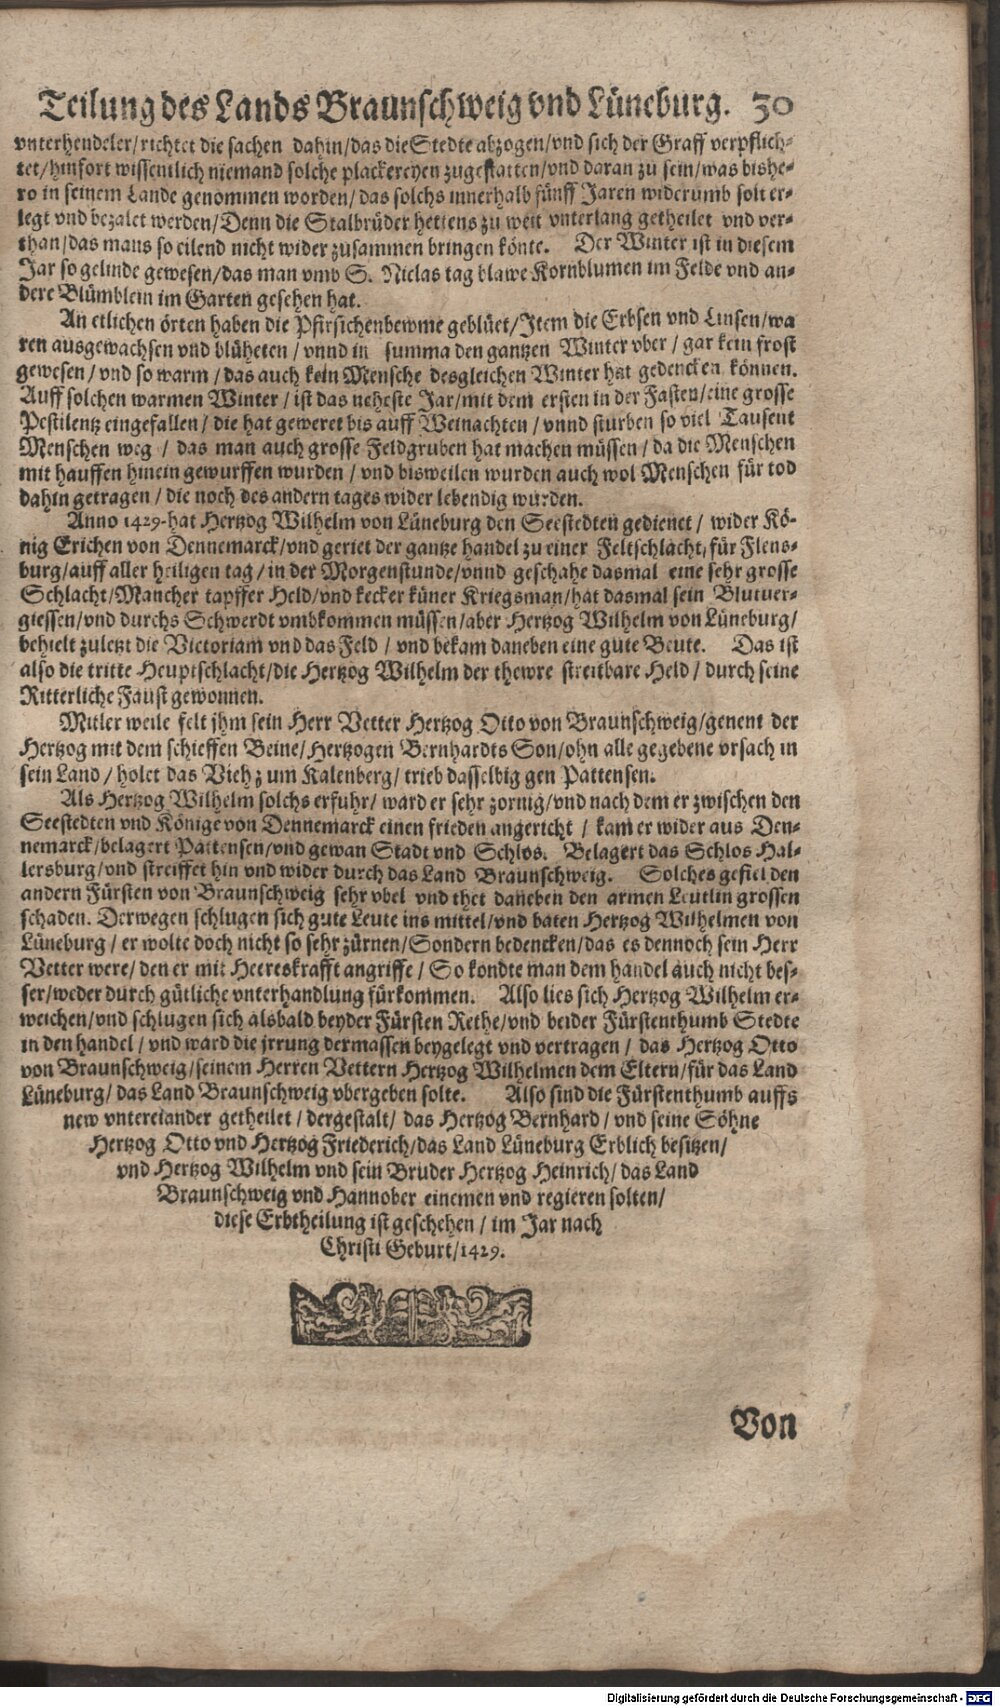 Teilung des Lands Braunschweig vnd Lüneburg. 30
vnterhendeler/richtet die sachen dahin/das die Stedte abzogen/vnd sich der Graff verpflich-
tet/hinfort wissentlich niemand solche plackereyen zugestatten/vnd daran zu sein/was bishe-
ro in seinem Lande genommen worden/das solchs innerhalb fünff Jaren widerumb solt er-
legt vnd bezalet werden/Denn die Stalbrüder hettens zu weit vnterlang getheilet vnd ver-
than/das mans so eilend nicht wider zusammen bringen könte. Der Winter ist in diesem
Jar so gelinde gewesen/das man vmb S. Niclas tag blawe Kornblumen im Felde vnd an-
dere Blümblein im Garten gesehen hat.
An etlichen örten haben die Pfirsichenbewme geblüet/Item die Erbsen vnd Linsen/wa
ren ausgewachsen vnd blüheten / vnnd in summa den gantzen Winter vber / gar kein frost
gewesen / vnd so warm / das auch kein Mensche desgleichen Winter hat gedencken können.
Auff solchen warmen Winter / ist das neheste Jar/mit dem ersten in der Fasten/eine grosse
Pestilentz eingefallen / die hat geweret bis auff Weinachten / vnnd sturben so viel Tausent
Menschen weg / das man auch grosse Feldgruben hat machen müssen / da die Menschen
mit hauffen hinein gewurffen wurden / vnd bisweilen wurden auch wol Menschen für tod
dahin getragen / die noch des andern tages wider lebendig wurden.
Anno 1429. hat Hertzog Wilhelm von Lüneburg den Seestedten gedienet / wider Kö-
nig Erichen von Dennemarck/vnd geriet der gantze handel zu einer Feltschlacht, für Flens-
burg/auff aller heiligen tag / in der Morgenstunde/vnnd geschahe dasmal eine sehr grosse
Schlacht/Mancher tapffer Held/vnd kecker küner Kriegsman/hat dasmal sein Blutver-
giessen/vnd durchs Schwerdt vmbkommen müssen/aber Hertzog Wilhelm von Lüneburg/
behielt zuletzt die Victoriam vnd das Feld / vnd bekam daneben eine gute Beute. Das ist
also die tritte Heuptschlacht/die Hertzog Wilhelm der thewre streitbare Held / durch seine
Ritterliche Faust gewonnen.
Mitler weile felt jhm sein Herr Vetter Hertzog Otto von Braunschweig/genent der
Hertzog mit dem schieffen Beine/Hertzogen Bernhardts Son/ohn alle gegebene vrsach in
sein Land / holet das Vieh zum Kalenberg/ trieb dasselbig gen Pattensen.
Als Hertzog Wilhelm solchs erfuhr/ ward er sehr zornig/vnd nach dem er zwischen den
Seestedten vnd Könige von Dennemarck einen frieden angericht / kam er wider aus Den-
nemarck/belagert Pattensen/vnd gewan Stadt vnd Schlos. Belagert das Schlos Hal-
lersburg/vnd streiffet hin vnd wider durch das Land Braunschweig. Solches gefiel den
andern Fürsten von Braunschweig sehr vbel vnd thet daneben den armen Leutlin grossen
schaden. Derwegen schlugen sich gute Leute ins mittel/vnd baten Hertzog Wilhelmen von
Lüneburg / er wolte doch nicht so sehr zürnen/Sondern bedencken/das es dennoch sein Herr
Vetter were/ den er mit Heereskrafft angriffe / So kondte man dem handel auch nicht bes-
ser/weder durch gütliche vnterhandlung fürkommen. Also lies sich Hertzog Wilhelm er-
weichen/vnd schlugen sich alsbald beyder Fürsten Rethe/vnd beider Fürstenthumb Stedte
in den handel / vnd ward die jrrung dermassen beygelegt vnd vertragen / das Hertzog Otto
von Braunschweig/seinem Herren Vettern Hertzog Wilhelmen dem Eltern/für das Land
Lüneburg/ das Land Braunschweig vbergeben solte. Also sind die Fürstenthumb auffs
new vntereiander getheilet / dergestalt/ das Hertzog Bernhard / vnd seine Söhne
Hertzog Otto vnd Hertzog Friederich/das Land Lüneburg Erblich besitzen/
vnd Hertzog Wilhelm vnd sein Bruder Hertzog Heinrich/ das Land
Braunschweig vnd Hannober einemen vnd regieren solten/
diese Erbtheilung ist geschehen / im Jar nach
Christi Geburt/1429.
Von
Digitalisierung gefördert durch die Deutsche Forschungsgemeinschaft - DFG